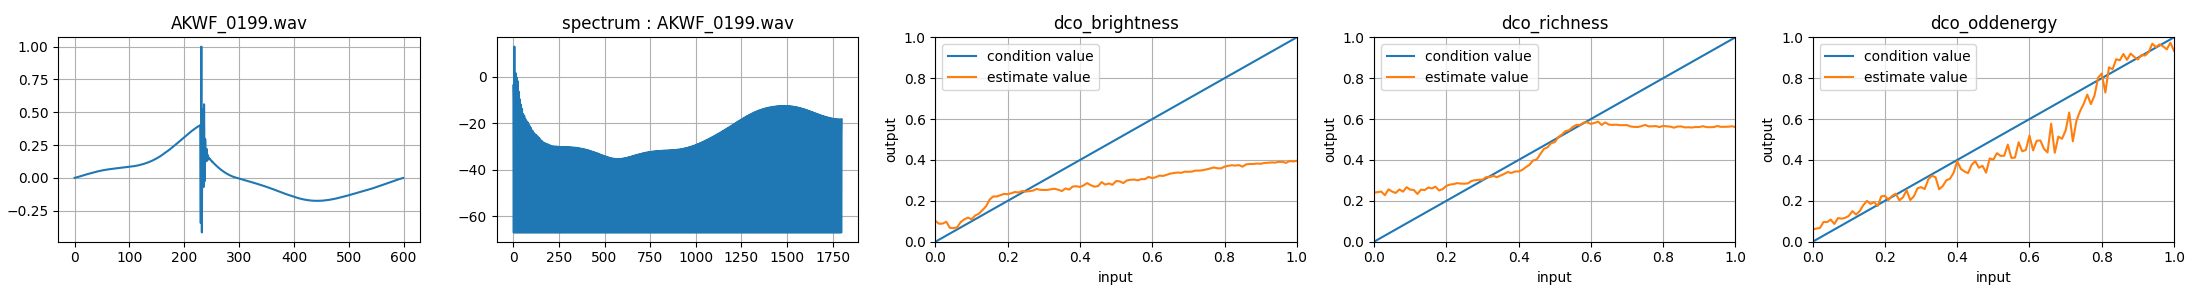 AKWF_0199.wav
1.00
0.75
0.50
0.25
0.00
−0.25
0 100 200 300 400 500 600
spectrum : AKWF_0199.wav
0
−20
−40
−60
0 250 500 750 1000 1250 1500 1750
dco_brightness
condition value
estimate value
output
1.0
0.8
0.6
0.4
0.2
0.0
0.0 0.2 0.4 0.6 0.8 1.0
input
dco_richness
condition value
estimate value
output
1.0
0.8
0.6
0.4
0.2
0.0
0.0 0.2 0.4 0.6 0.8 1.0
input
dco_oddenergy
condition value
estimate value
output
1.0
0.8
0.6
0.4
0.2
0.0
0.0 0.2 0.4 0.6 0.8 1.0
input